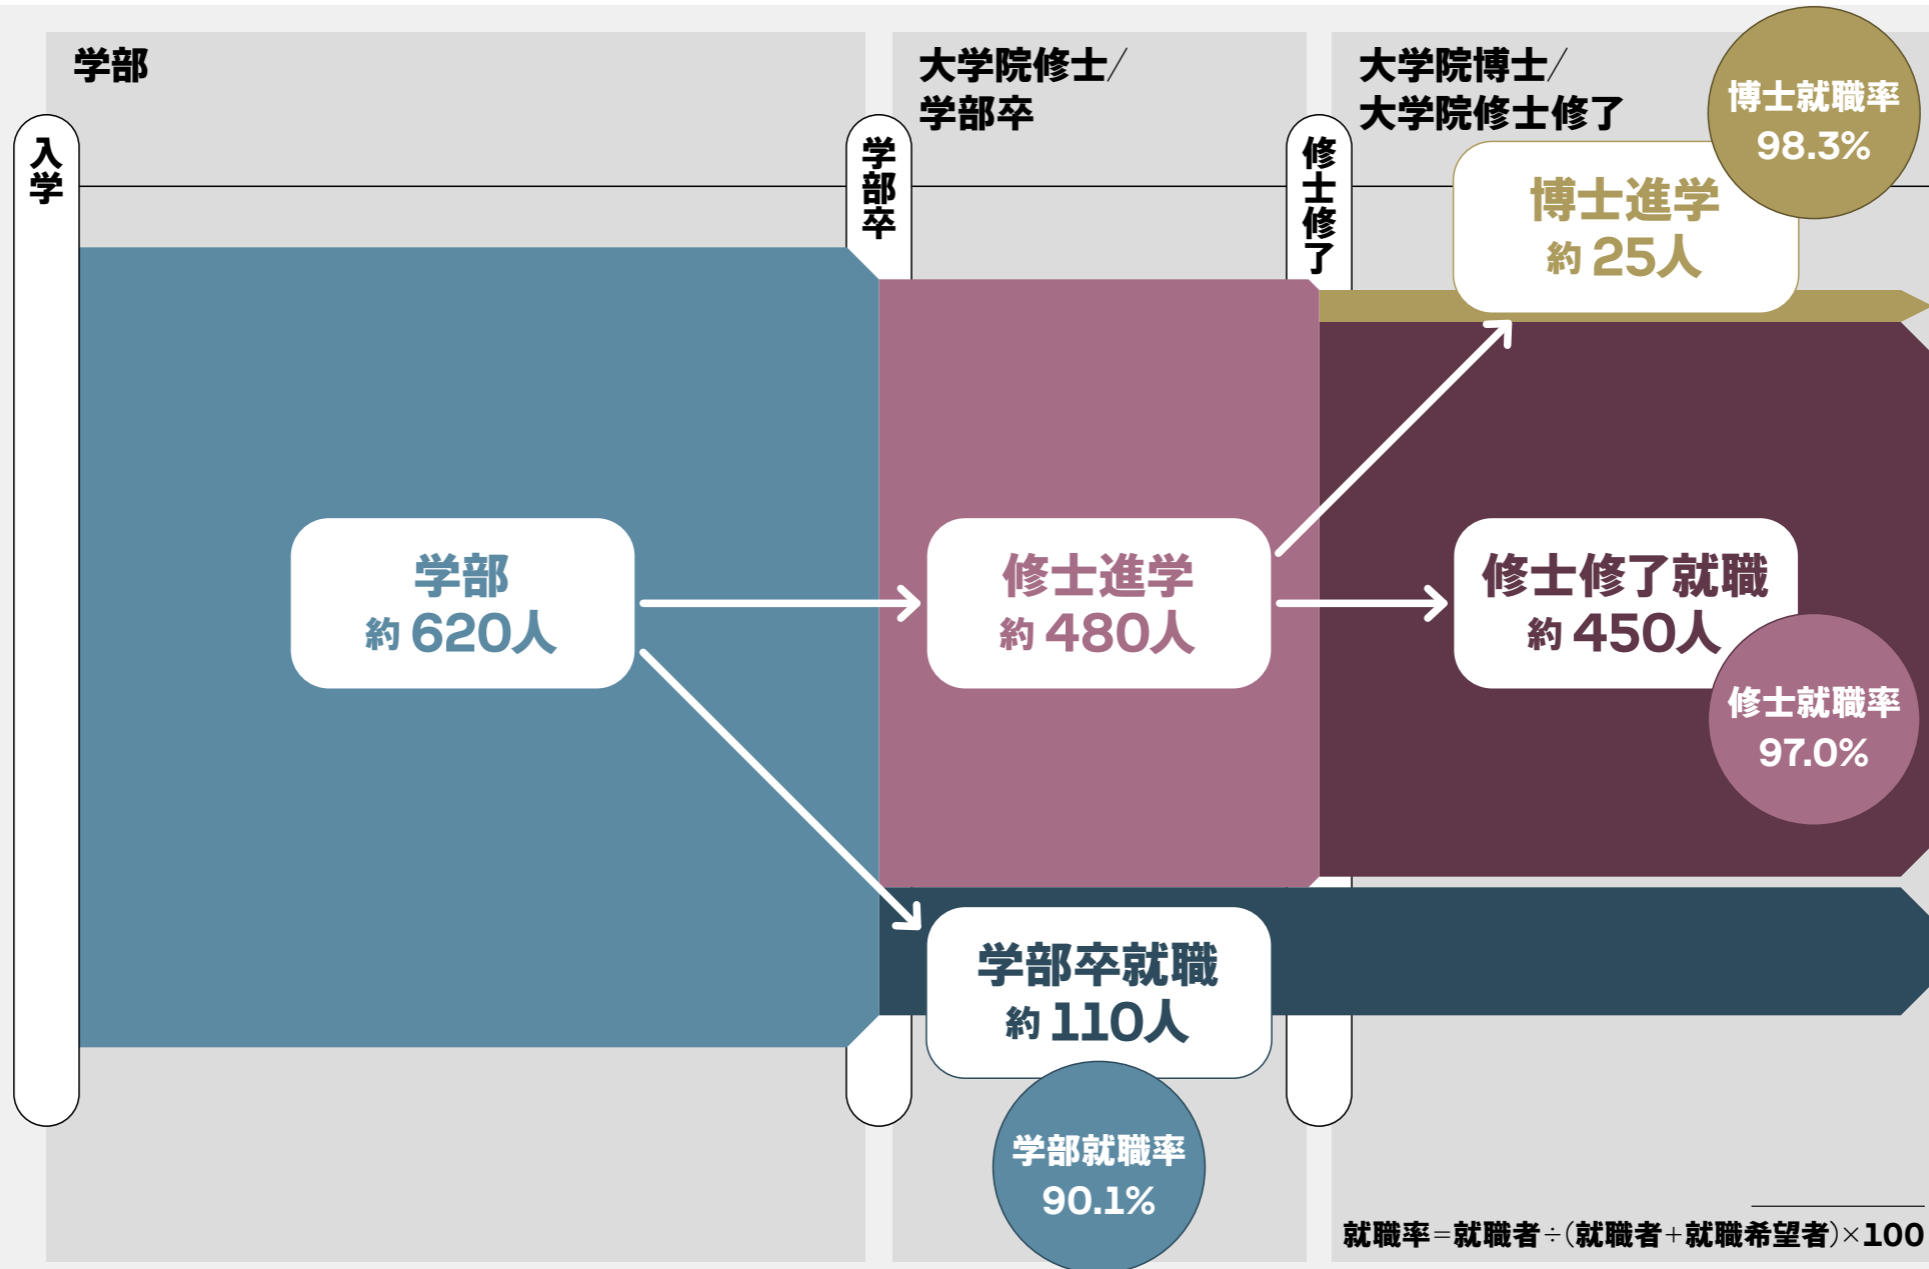 学部
大学院修士/
学部卒
大学院博士/
大学院修士修了
入学
学部卒
修士修了
博士就職率
98.3%
博士進学
約25人
学部
約620人
修士進学
約480人
修士修了就職
約450人
修士就職率
97.0%
学部卒就職
約110人
学部就職率
90.1%
就職率=就職者÷(就職者+就職希望者)×100